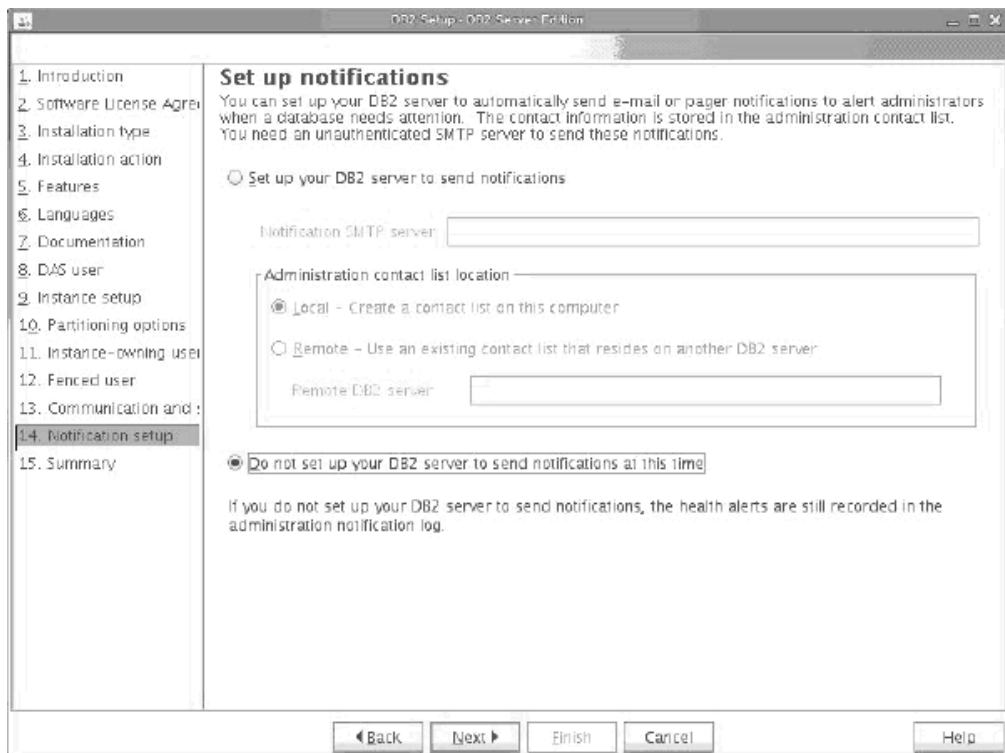 DB2 Setup - DB2 Server Edition
1. Introduction
2. Software License Agree
3. Installation type
4. Installation action
5. Features
6. Languages
7. Documentation
8. DAS user
9. Instance setup
10. Partitioning options
11. Instance-owning user
12. Fenced user
13. Communication and s
14. Notification setup
15. Summary
Set up notifications
You can set up your DB2 server to automatically send e-mail or pager notifications to alert administrators
when a database needs attention. The contact information is stored in the administration contact list.
You need an unauthenticated SMTP server to send these notifications.
Set up your DB2 server to send notifications
Notification SMTP server
Administration contact list location
Local - Create a contact list on this computer
Remote - Use an existing contact list that resides on another DB2 server
Remote DB2 server
Do not set up your DB2 server to send notifications at this time
If you do not set up your DB2 server to send notifications, the health alerts are still recorded in the
administration notification log.
Back
Next
Finish
Cancel
Help